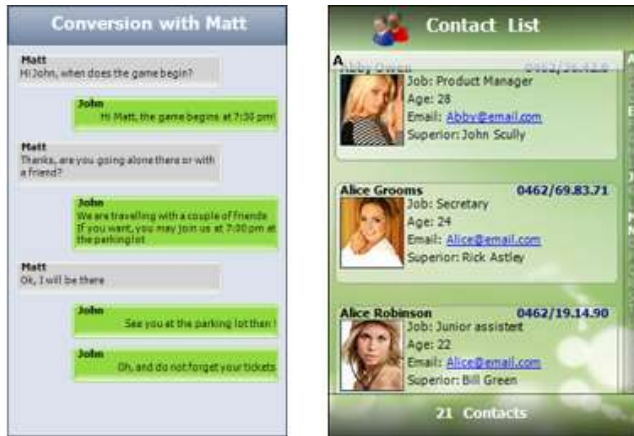 Conversion with Matt
Matt
Hi John, when does the game begin?
John
Hi Matt, the game begins at 7:30 pm!
Matt
Thanks, are you going alone there or with
a friend?
John
We are travelling with a couple of friends
If you want, you may join us at 7:00 pm at
the parkinglot
Matt
Ok, I will be there
John
See you at the parking lot then !
John
Oh, and do not forget your tickets
Contact List
A
Abby Owen
Job: Product Manager
Age: 28
Email: Abby@email.com
Superior: John Scully
Alice Grooms 0462/69.83.71
Job: Secretary
Age: 24
Email: Alice@email.com
Superior: Rick Astley
Alice Robinson 0462/19.14.90
Job: Junior assistent
Age: 22
Email: Alice@email.com
Superior: Bill Green
21 Contacts